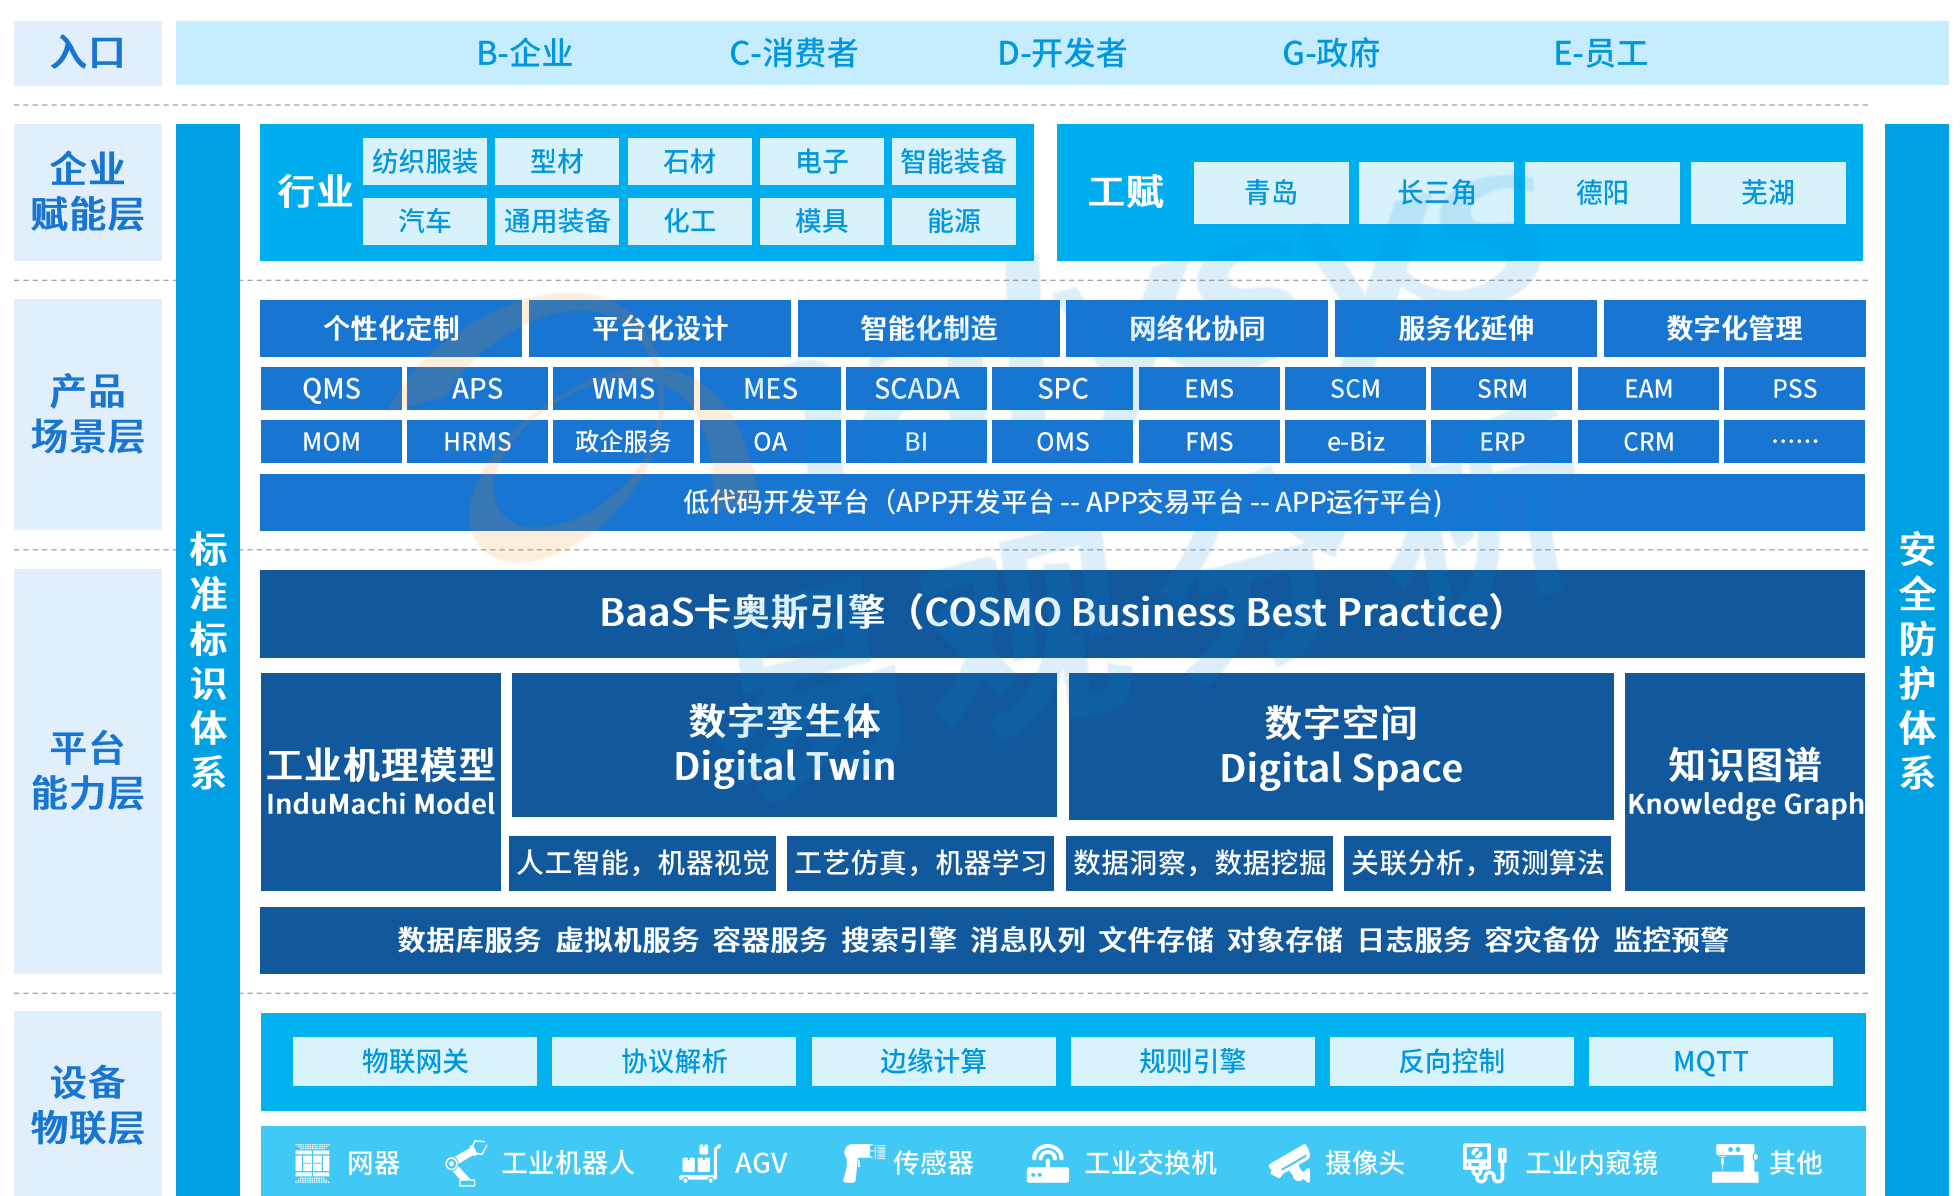 入口
B-企业 C-消费者 D-开发者 G-政府 E-员工
企业
赋能层
行业
纺织服装 型材 石材 电子 智能装备
汽车 通用装备 化工 模具 能源
工赋
青岛 长三角 德阳 芜湖
产品
场景层
个性化定制 平台化设计 智能化制造 网络化协同 服务化延伸 数字化管理
QMS APS WMS MES SCADA SPC EMS SCM SRM EAM PSS
MOM HRMS 政企服务 OA BI OMS FMS e-Biz ERP CRM ······
低代码开发平台（APP开发平台 -- APP交易平台 -- APP运行平台)
标准标识体系
安全防护体系
平台
能力层
BaaS卡奥斯引擎（COSMO Business Best Practice）
工业机理模型
InduMachi Model
数字孪生体
Digital Twin
数字空间
Digital Space
知识图谱
Knowledge Graph
人工智能，机器视觉 工艺仿真，机器学习 数据洞察，数据挖掘 关联分析，预测算法
数据库服务 虚拟机服务 容器服务 搜索引擎 消息队列 文件存储 对象存储 日志服务 容灾备份 监控预警
设备
物联层
物联网关 协议解析 边缘计算 规则引擎 反向控制 MQTT
网器 工业机器人 AGV 传感器 工业交换机 摄像头 工业内窥镜 其他
analysys
易观分析